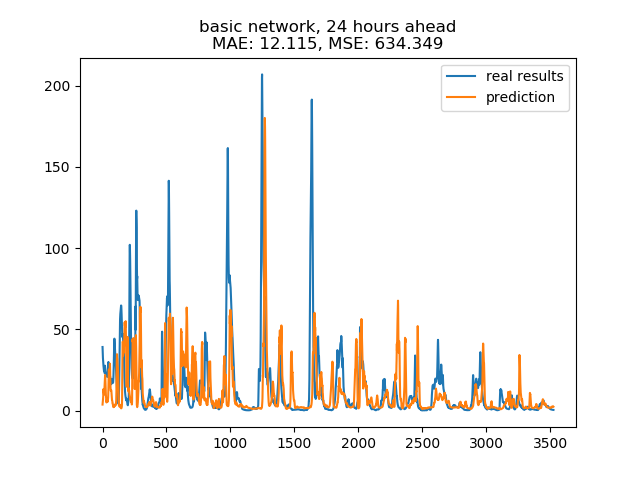 basic network, 24 hours ahead
MAE: 12.115, MSE: 634.349
real results
prediction
200
150
100
50
0
0 500 1000 1500 2000 2500 3000 3500